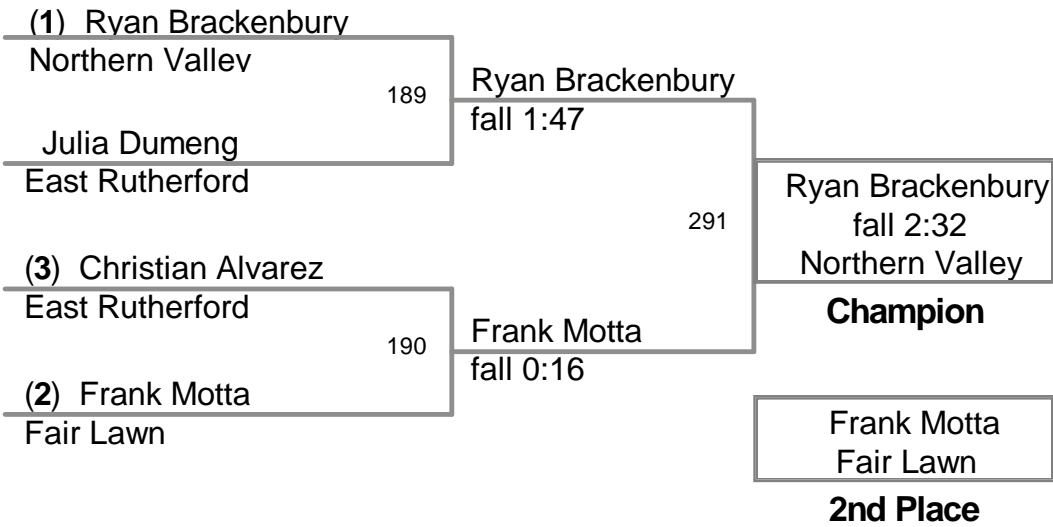 (1) Ryan Brackenbury
Northern Valley
189
Julia Dumeng
East Rutherford
Ryan Brackenbury
fall 1:47
(3) Christian Alvarez
East Rutherford
190
(2) Frank Motta
Fair Lawn
Frank Motta
fall 0:16
291
Ryan Brackenbury
fall 2:32
Northern Valley
Champion
Frank Motta
Fair Lawn
2nd Place